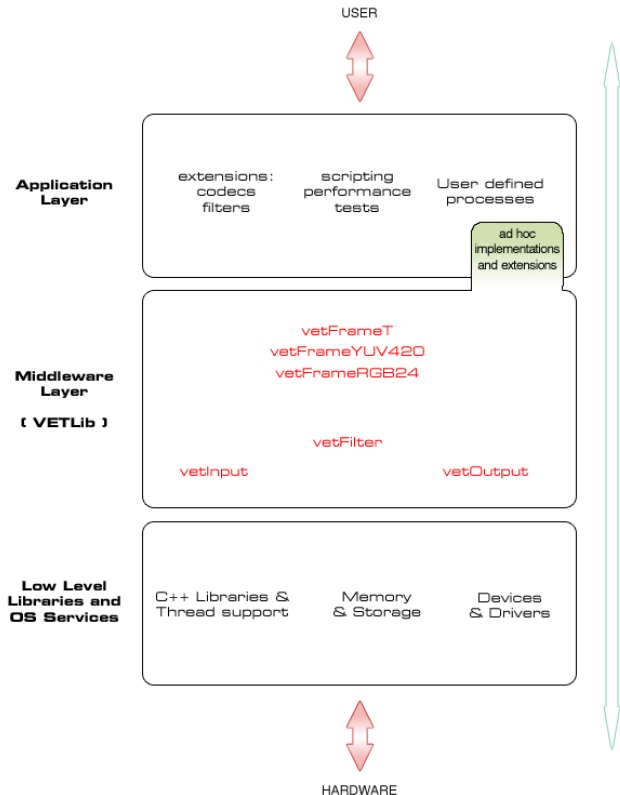 USER
Application
Layer
extensions:
codecs
filters
scripting
performance
tests
User defined
processes
ad hoc
implementations
and extensions
Middleware
Layer
( VETLib )
vetFrameT
vetFrameYUV420
vetFrameRGB24
vetFilter
vetInput
vetOutput
Low Level
Libraries and
OS Services
C++ Libraries &
Thread support
Memory
& Storage
Devices
& Drivers
HARDWARE